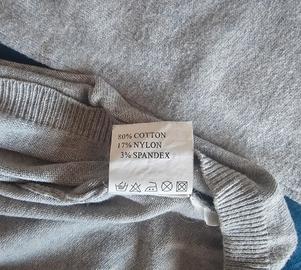 80% COTTON
17% NYLON
3% SPANDEX